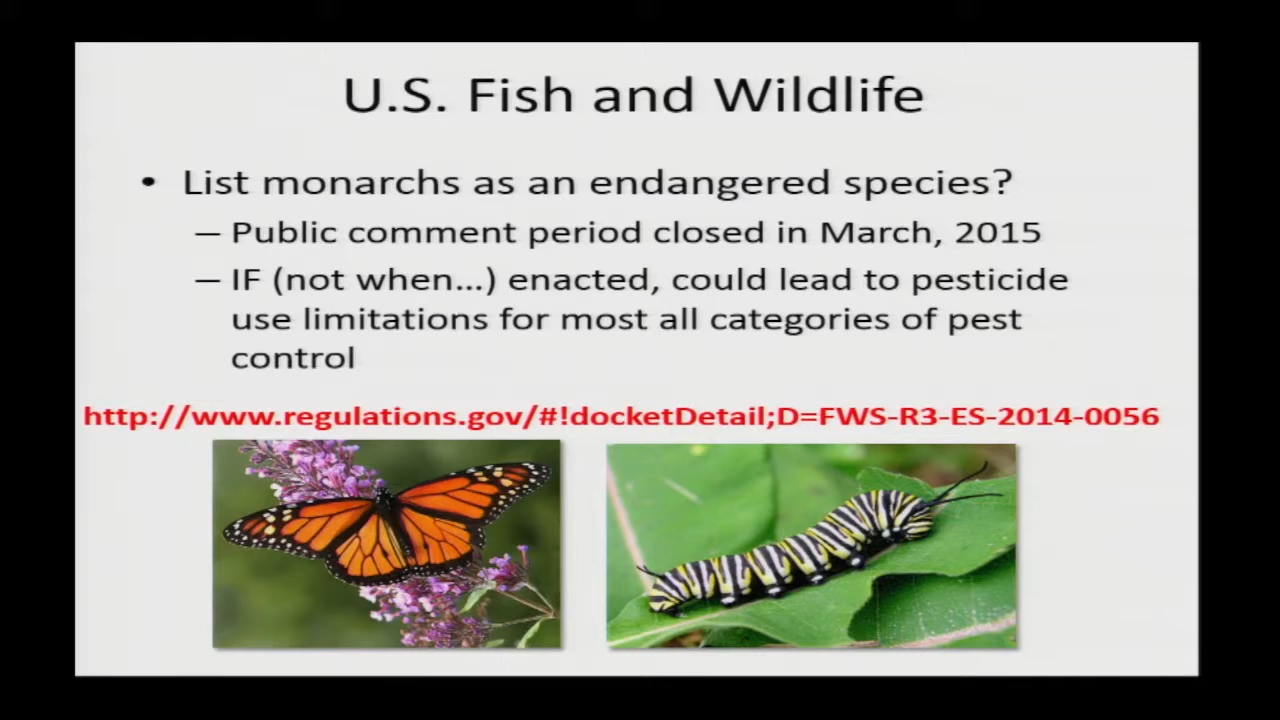 U.S. Fish and Wildlife
• List monarchs as an endangered species?
– Public comment period closed in March, 2015
– IF (not when...) enacted, could lead to pesticide
use limitations for most all categories of pest
control
http://www.regulations.gov/#!docketDetail;D=FWS-R3-ES-2014-0056